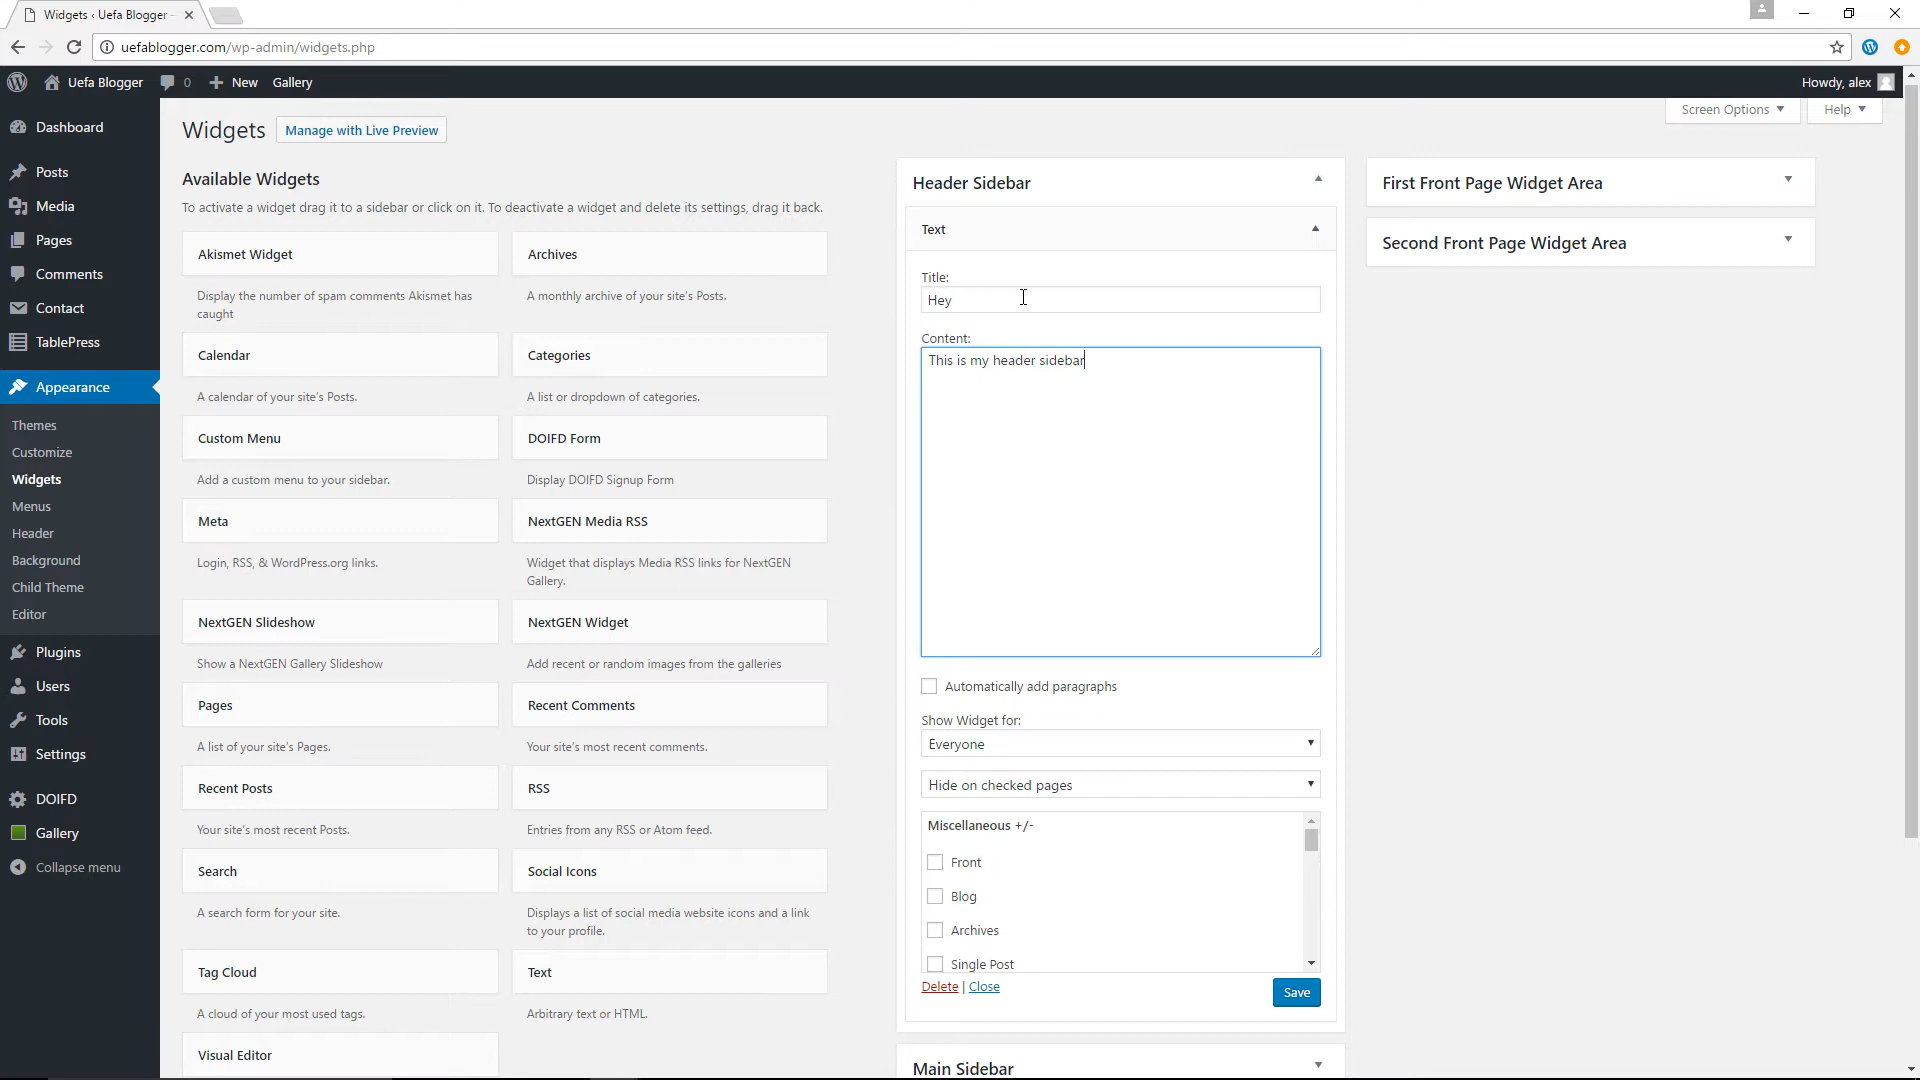 Widgets ‹ Uefa Blogger –
uefablogger.com/wp-admin/widgets.php
Uefa Blogger
0
New
Gallery
Howdy, alex
Screen Options
Help
Dashboard
Posts
Media
Pages
Comments
Contact
TablePress
Appearance
Themes
Customize
Widgets
Menus
Header
Background
Child Theme
Editor
Plugins
Users
Tools
Settings
DOIFD
Gallery
Collapse menu
Widgets
Manage with Live Preview
Available Widgets
To activate a widget drag it to a sidebar or click on it. To deactivate a widget and delete its settings, drag it back.
Akismet Widget
Display the number of spam comments Akismet has
caught
Archives
A monthly archive of your site's Posts.
Calendar
A calendar of your site's Posts.
Categories
A list or dropdown of categories.
Custom Menu
Add a custom menu to your sidebar.
DOIFD Form
Display DOIFD Signup Form
Meta
Login, RSS, & WordPress.org links.
NextGEN Media RSS
Widget that displays Media RSS links for NextGEN
Gallery.
NextGEN Slideshow
Show a NextGEN Gallery Slideshow
NextGEN Widget
Add recent or random images from the galleries
Pages
A list of your site's Pages.
Recent Comments
Your site's most recent comments.
Recent Posts
Your site's most recent Posts.
RSS
Entries from any RSS or Atom feed.
Search
A search form for your site.
Social Icons
Displays a list of social media website icons and a link
to your profile.
Tag Cloud
A cloud of your most used tags.
Text
Arbitrary text or HTML.
Visual Editor
Header Sidebar
Text
Title:
Hey
Content:
This is my header sidebar
Automatically add paragraphs
Show Widget for:
Everyone
Hide on checked pages
Miscellaneous +/-
Front
Blog
Archives
Single Post
Delete | Close
Save
Main Sidebar
First Front Page Widget Area
Second Front Page Widget Area